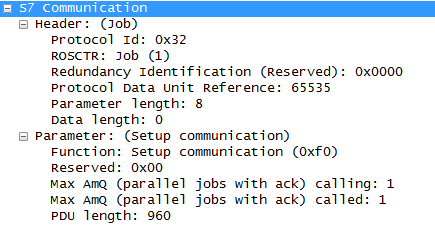 S7 Communication
Header: (Job)
Protocol Id: 0x32
ROSCTR: Job (1)
Redundancy Identification (Reserved): 0x0000
Protocol Data Unit Reference: 65535
Parameter length: 8
Data length: 0
Parameter: (Setup communication)
Function: Setup communication (0xf0)
Reserved: 0x00
Max AmQ (parallel jobs with ack) calling: 1
Max AmQ (parallel jobs with ack) called: 1
PDU length: 960